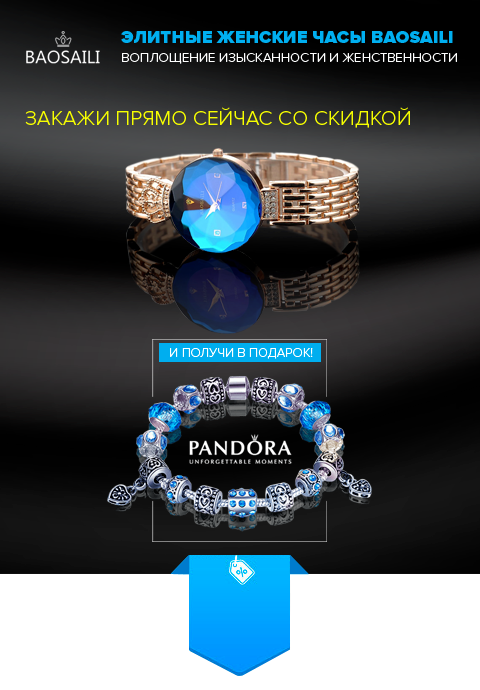 BAOSAILI
ЭЛИТНЫЕ ЖЕНСКИЕ ЧАСЫ BAOSAILI
ВОПЛОЩЕНИЕ ИЗЫСКАННОСТИ И ЖЕНСТВЕННОСТИ
ЗАКАЖИ ПРЯМО СЕЙЧАС СО СКИДКОЙ
И ПОЛУЧИ В ПОДАРОК!
PANDORA
UNFORGETTABLE MOMENTS
%